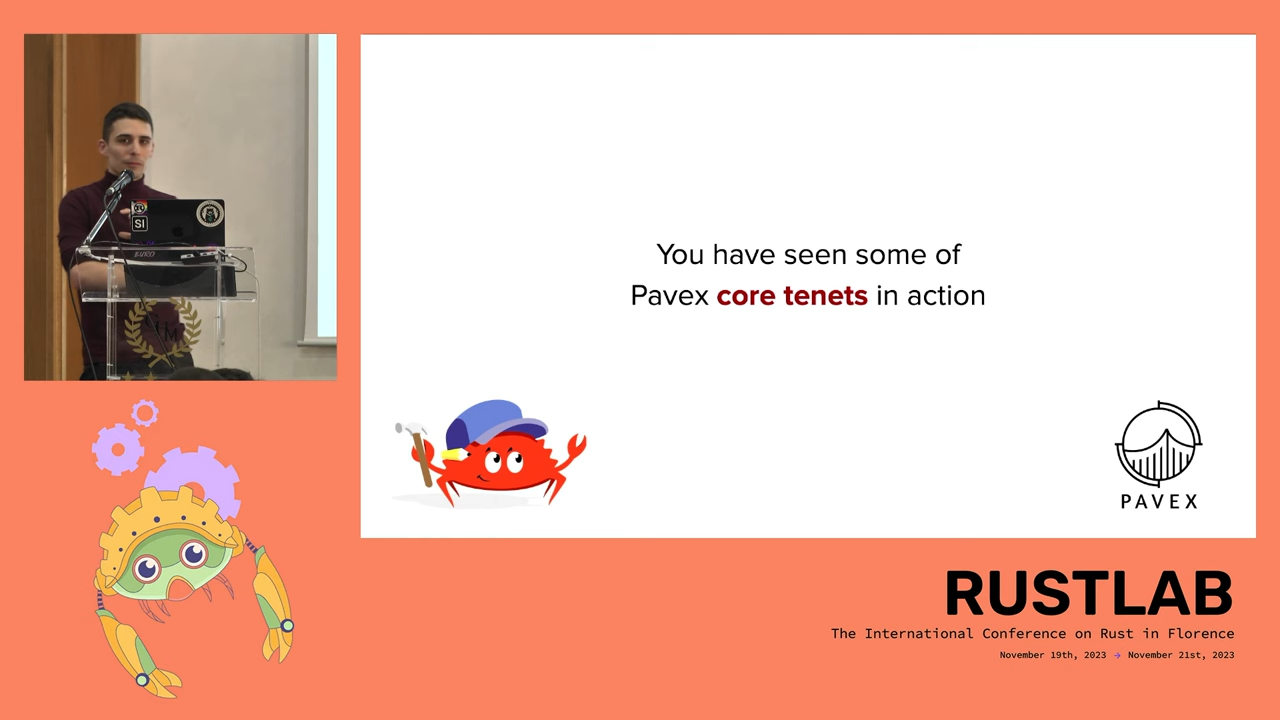 SI
You have seen some of
Pavex core tenets in action
PAVEX
RUSTLAB
The International Conference on Rust in Florence
November 19th, 2023 → November 21st, 2023